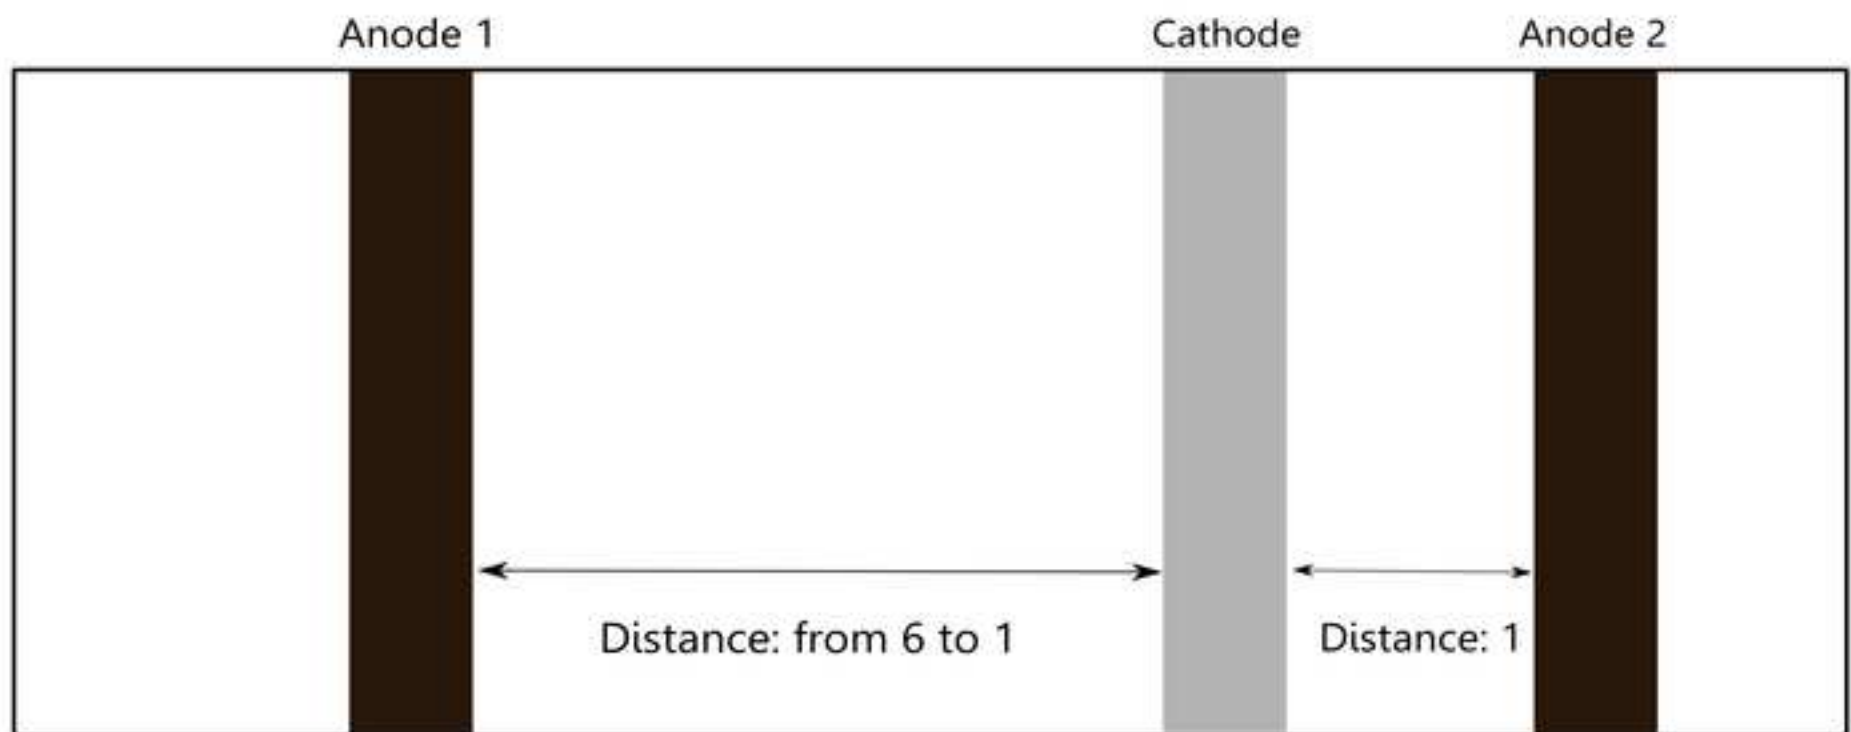 Anode 1
Cathode
Anode 2
Distance: from 6 to 1
Distance: 1